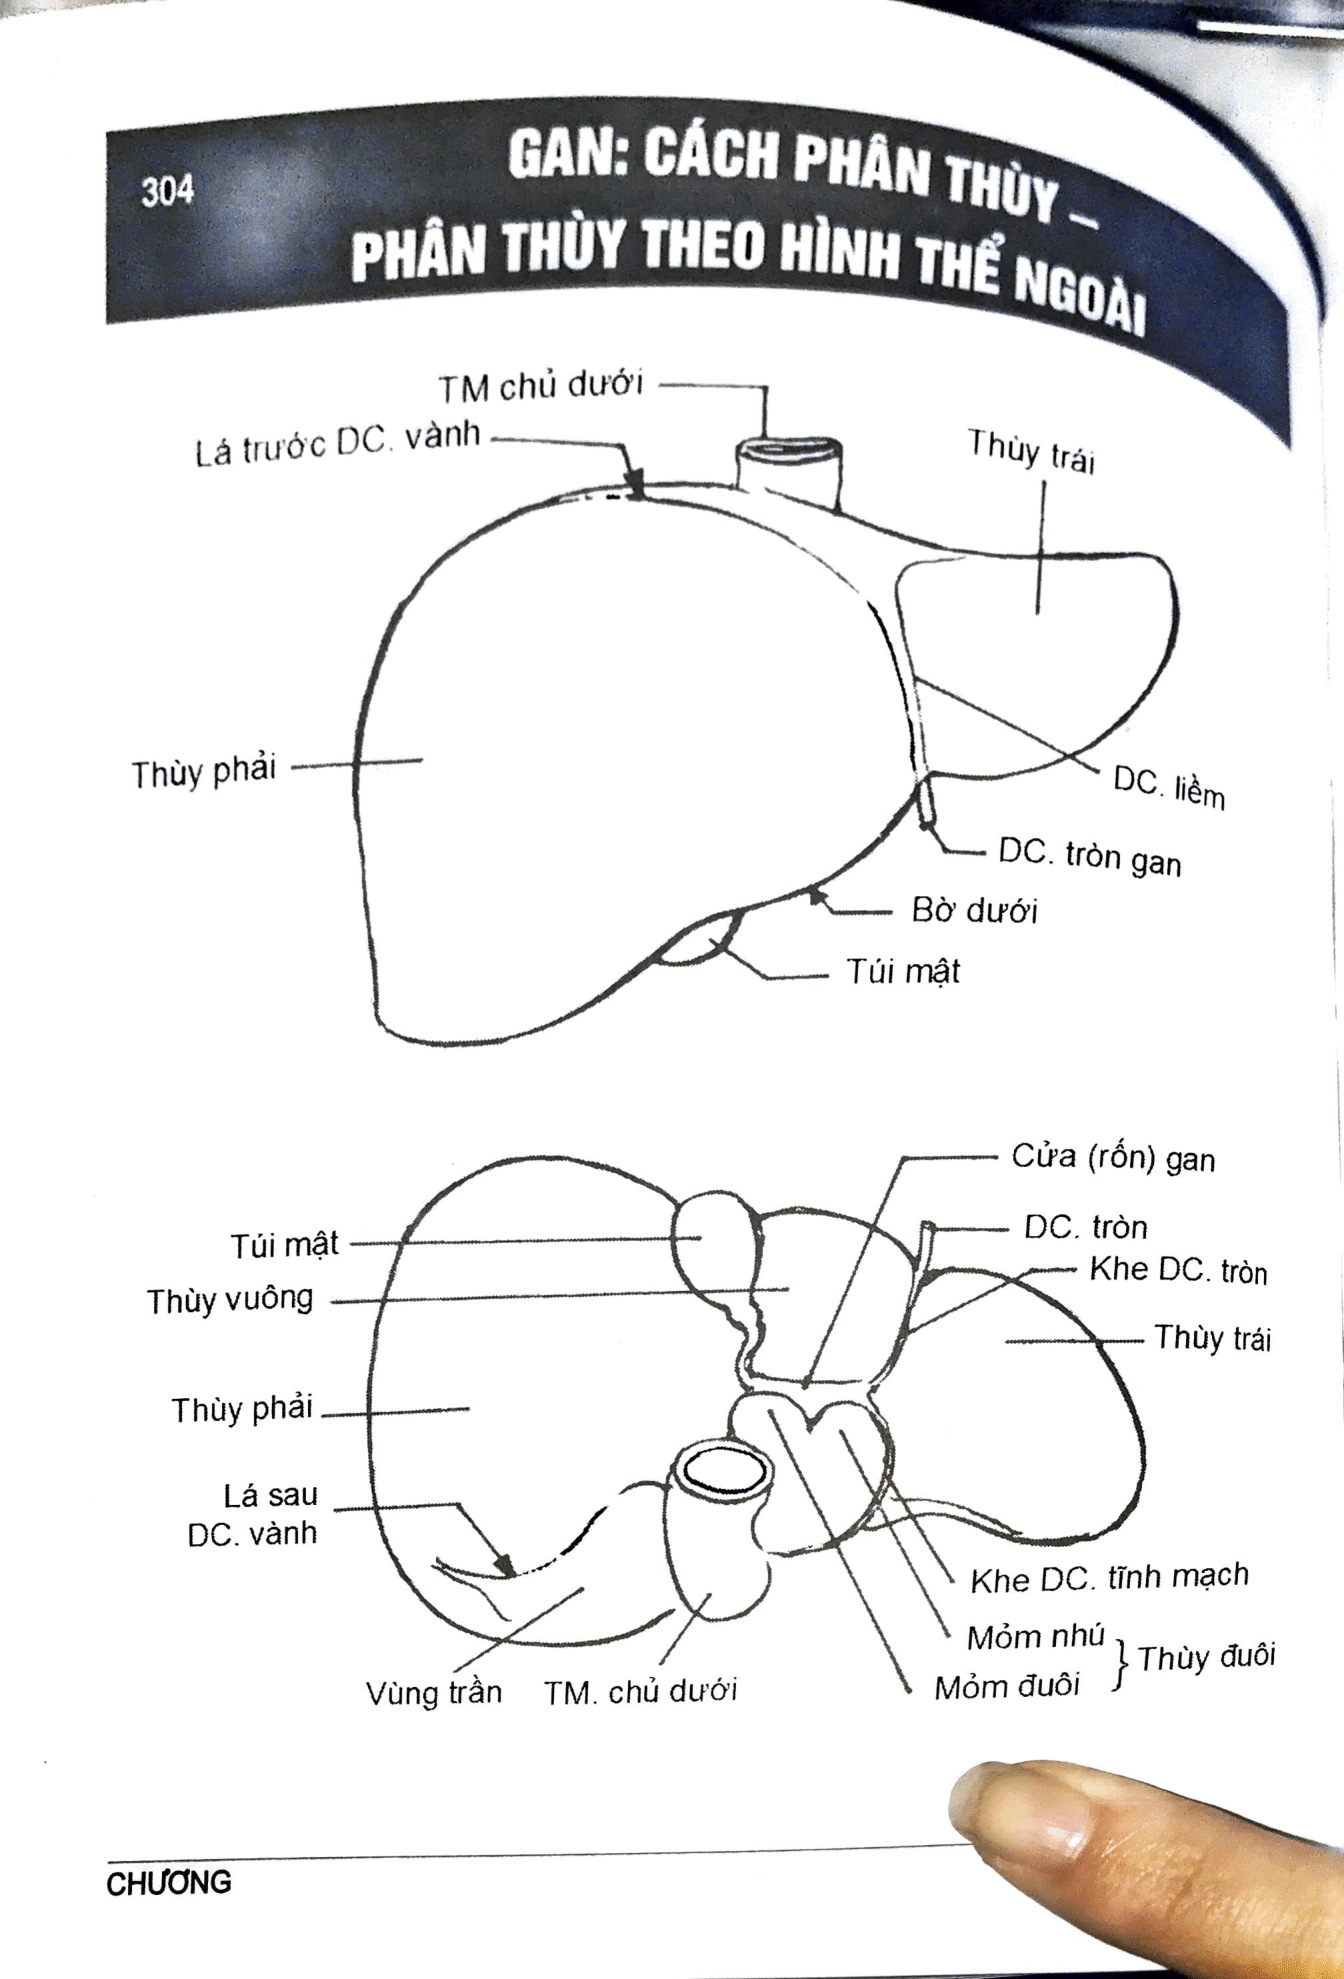 304
GAN: CÁCH PHÂN THÙY –
PHÂN THÙY THEO HÌNH THỂ NGOÀI
TM chủ dưới
Lá trước DC. vành
Thùy trái
Thùy phải
DC. liềm
DC. tròn gan
Bờ dưới
Túi mật
Cửa (rốn) gan
DC. tròn
Túi mật
Khe DC. tròn
Thùy vuông
Thùy trái
Thùy phải
Lá sau
DC. vành
Khe DC. tĩnh mạch
Mỏm nhú
Thùy đuôi
Mỏm đuôi
Vùng trần
TM. chủ dưới
CHƯƠNG